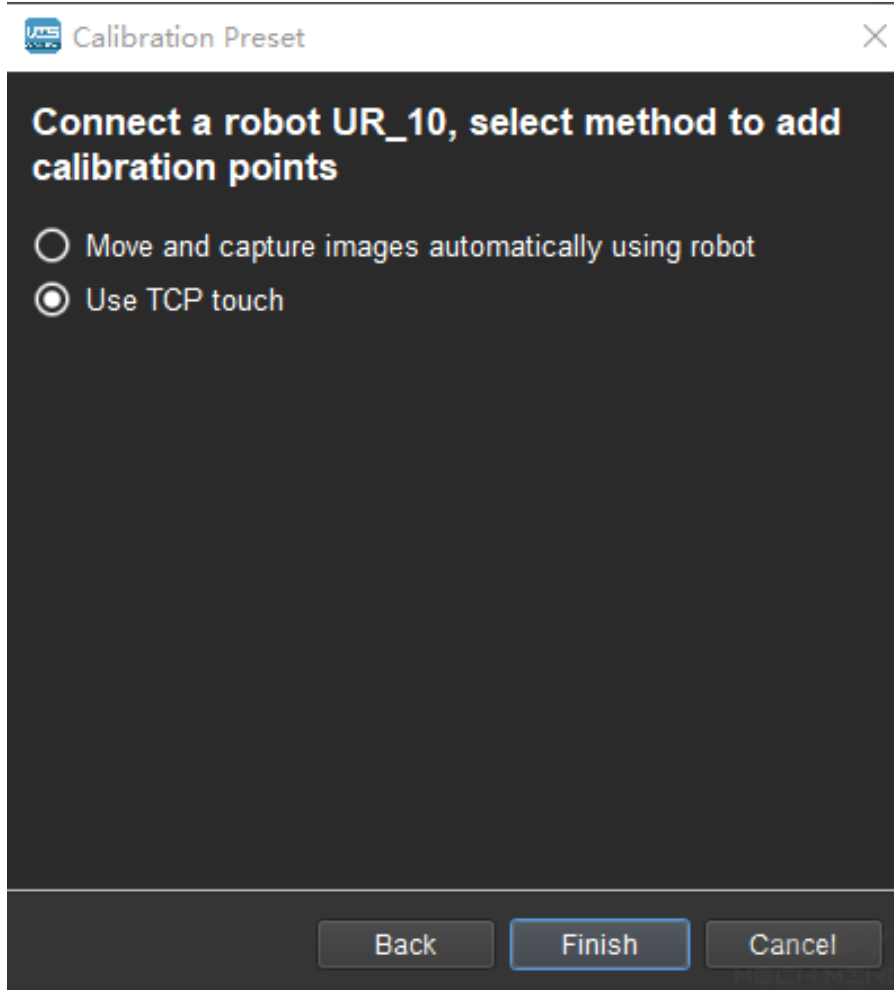 Calibration Preset
Connect a robot UR_10, select method to add
calibration points
Move and capture images automatically using robot
Use TCP touch
Back
Finish
Cancel